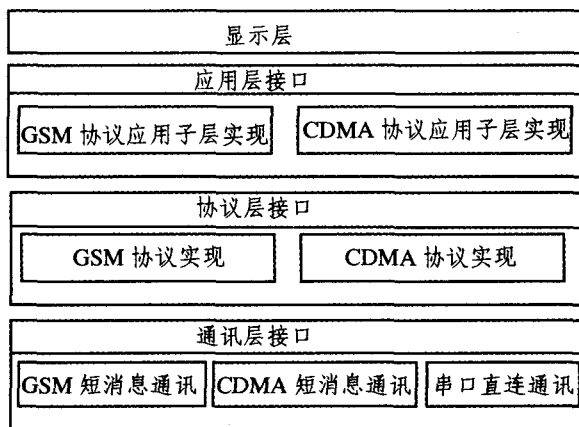 显示层
应用层接口
GSM 协议应用子层实现
CDMA 协议应用子层实现
协议层接口
GSM 协议实现
CDMA 协议实现
通讯层接口
GSM 短消息通讯
CDMA 短消息通讯
串口直连通讯